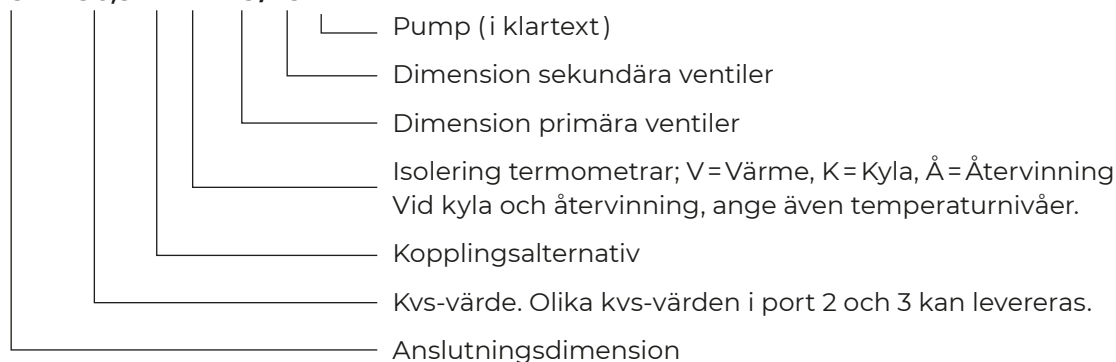 Pump (i klartext)
Dimension sekundära ventiler
Dimension primära ventiler
Isolering termometrar; V=Värme, K=Kyla, Å=Återvinning
Vid kyla och återvinning, ange även temperaturnivåer.
Kopplingsalternativ
Kvs-värde. Olika kvs-värden i port 2 och 3 kan levereras.
Anslutningsdimension